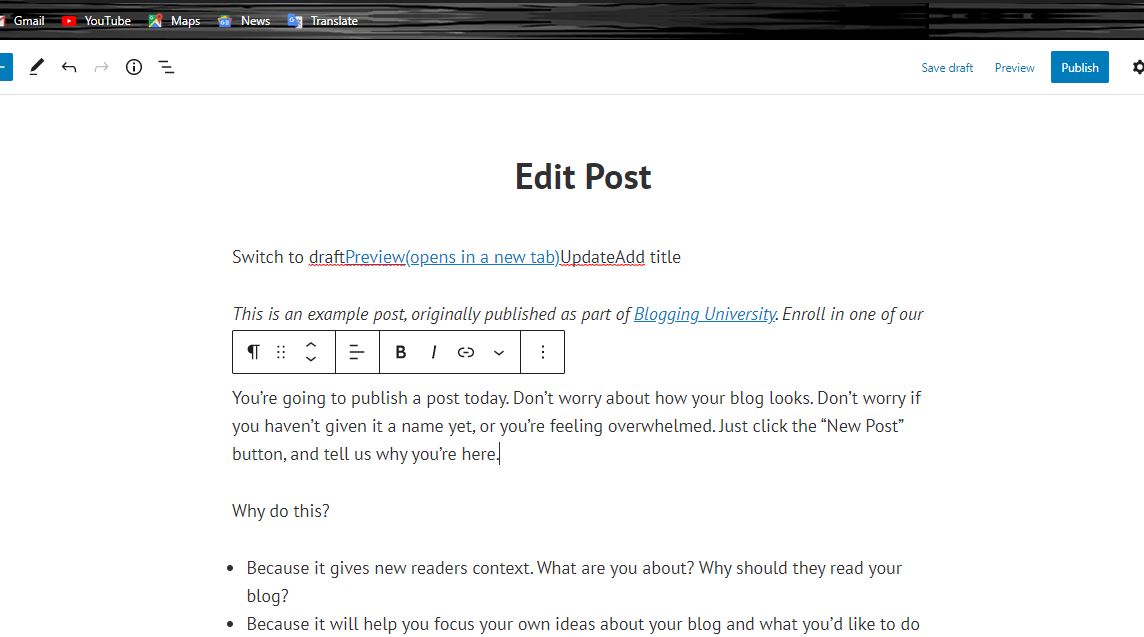 Gmail YouTube Maps News Translate
Save draft Preview Publish
Edit Post
Switch to draftPreview(opens in a new tab)UpdateAdd title
This is an example post, originally published as part of Blogging University. Enroll in one of our
B I
You’re going to publish a post today. Don’t worry about how your blog looks. Don’t worry if
you haven’t given it a name yet, or you’re feeling overwhelmed. Just click the “New Post”
button, and tell us why you’re here.
Why do this?
Because it gives new readers context. What are you about? Why should they read your
blog?
Because it will help you focus your own ideas about your blog and what you’d like to do